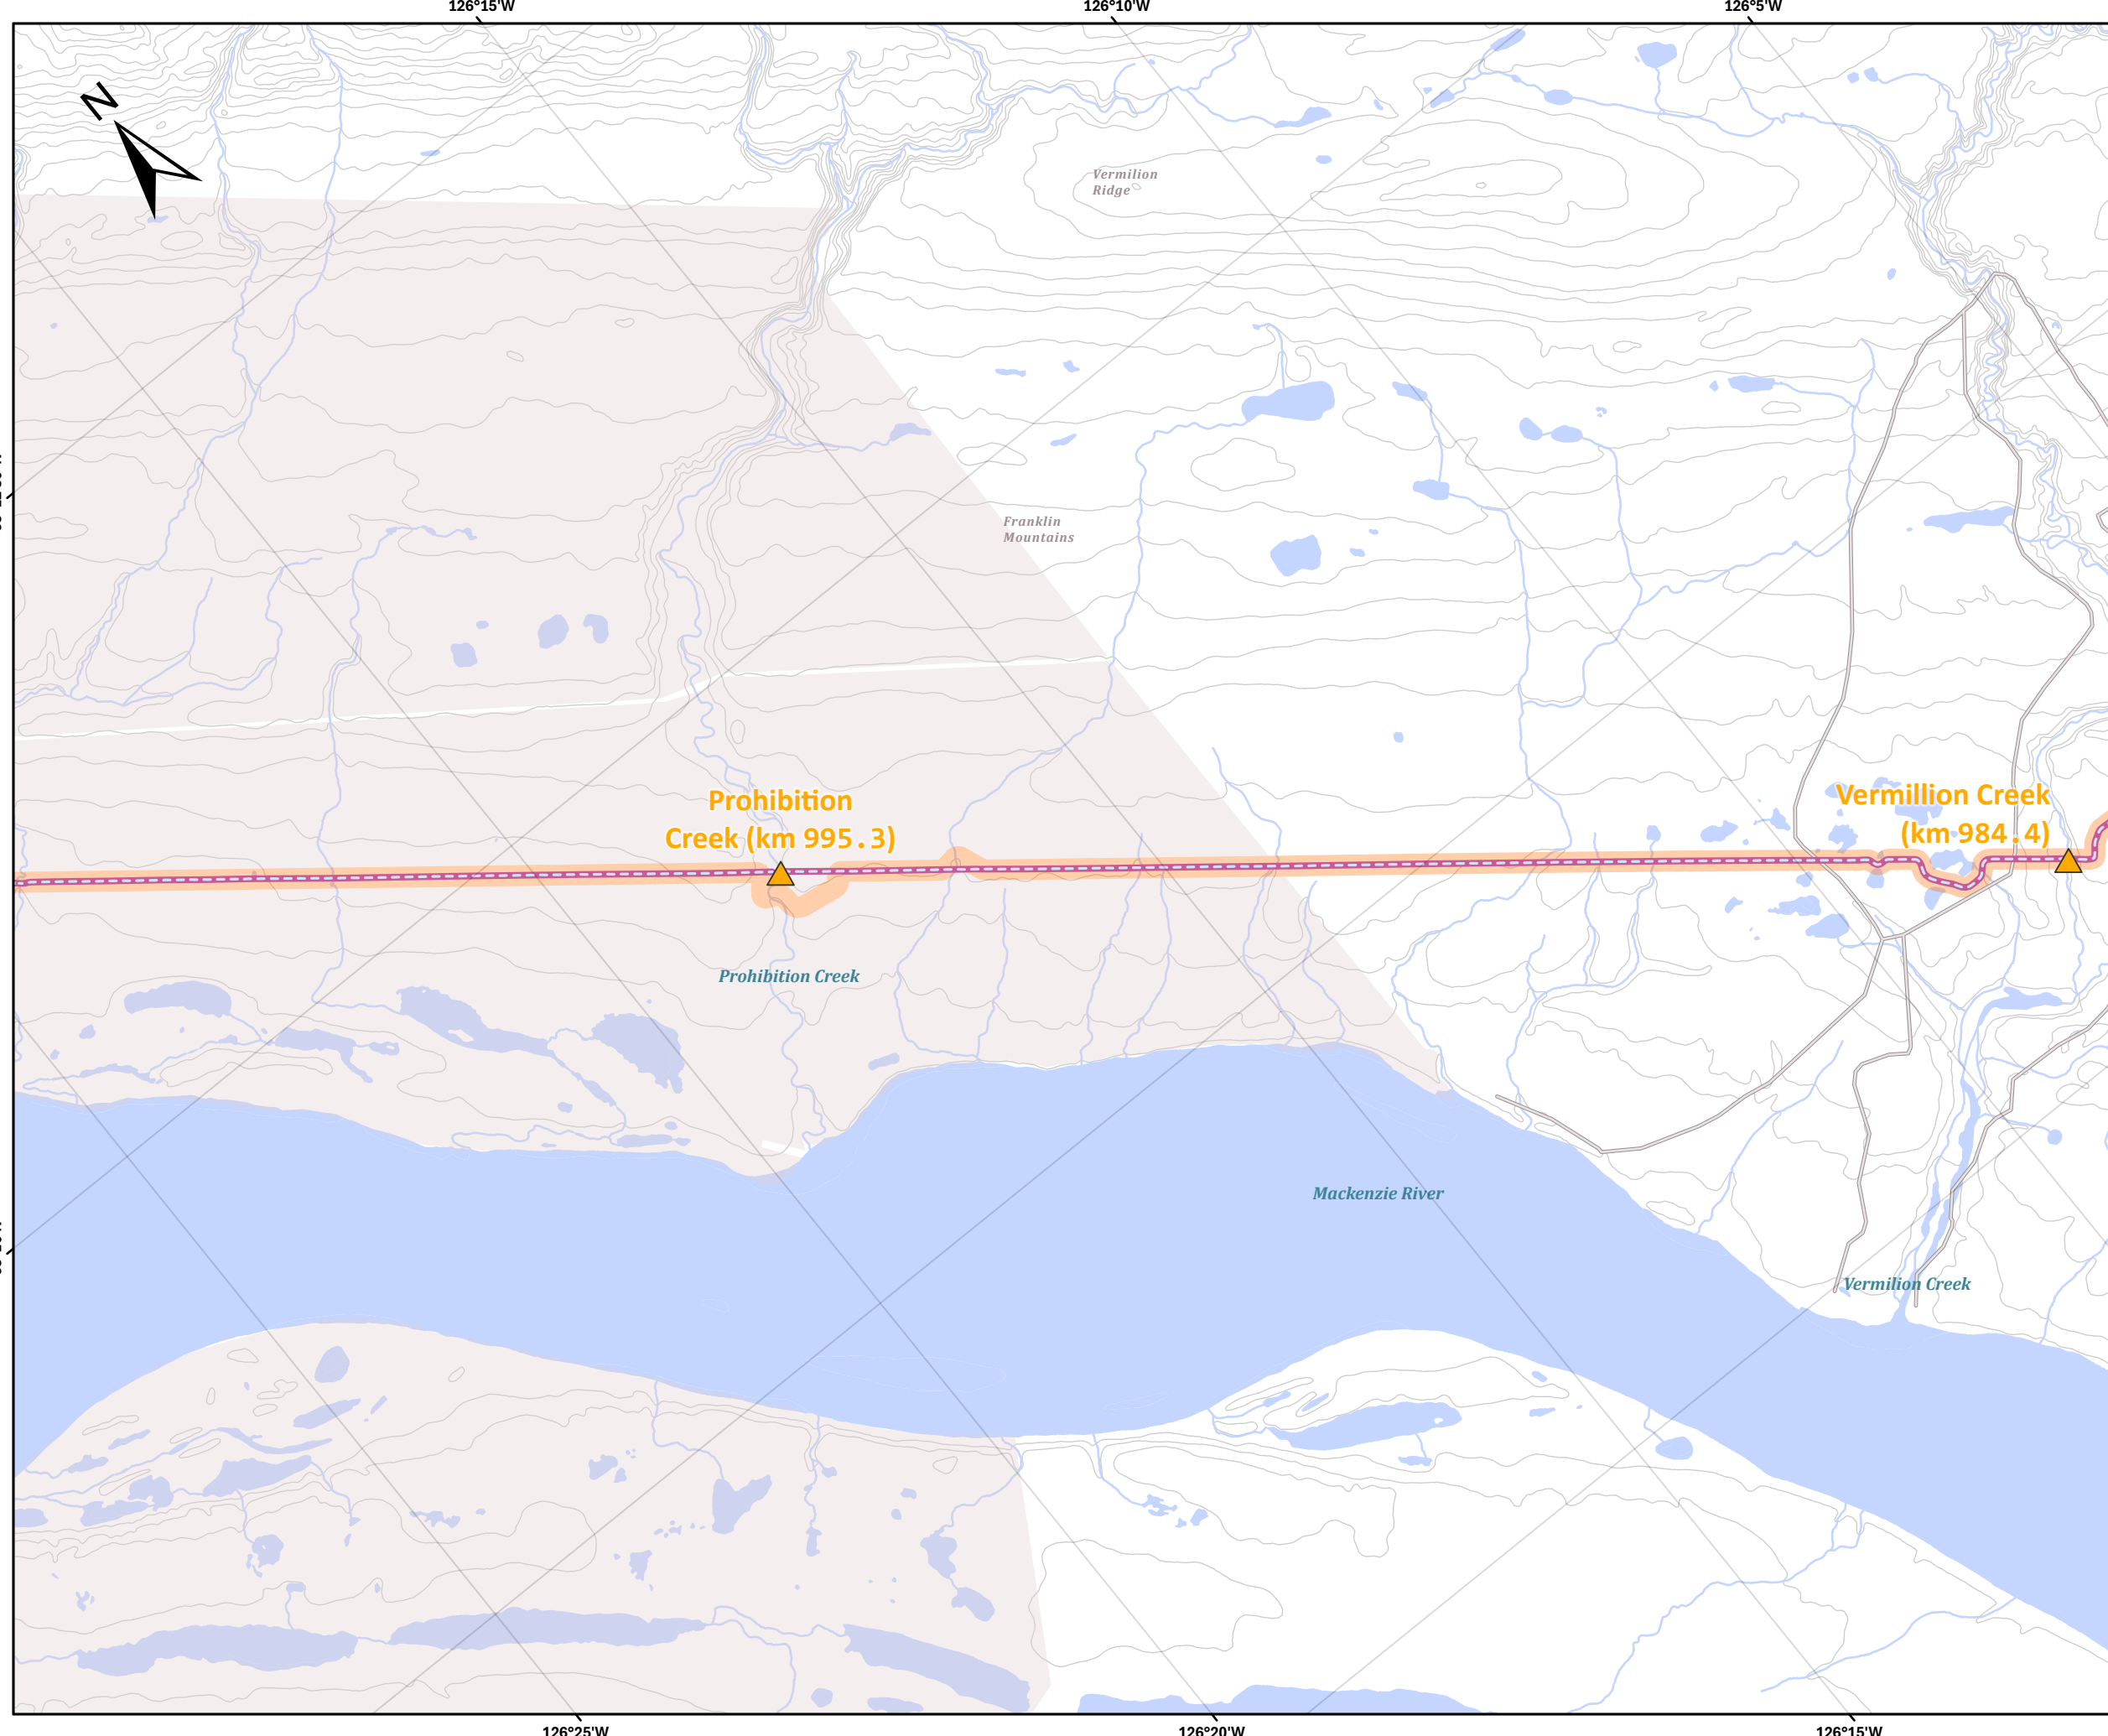 126°15'W
126°10'W
126°5'W
N
Vermilion
Ridge
Franklin
Mountains
Prohibition
Creek (km 995.3)
Vermillion Creek
(km 984.4)
Prohibition Creek
Mackenzie River
Vermilion Creek
126°25'W
126°20'W
126°15'W